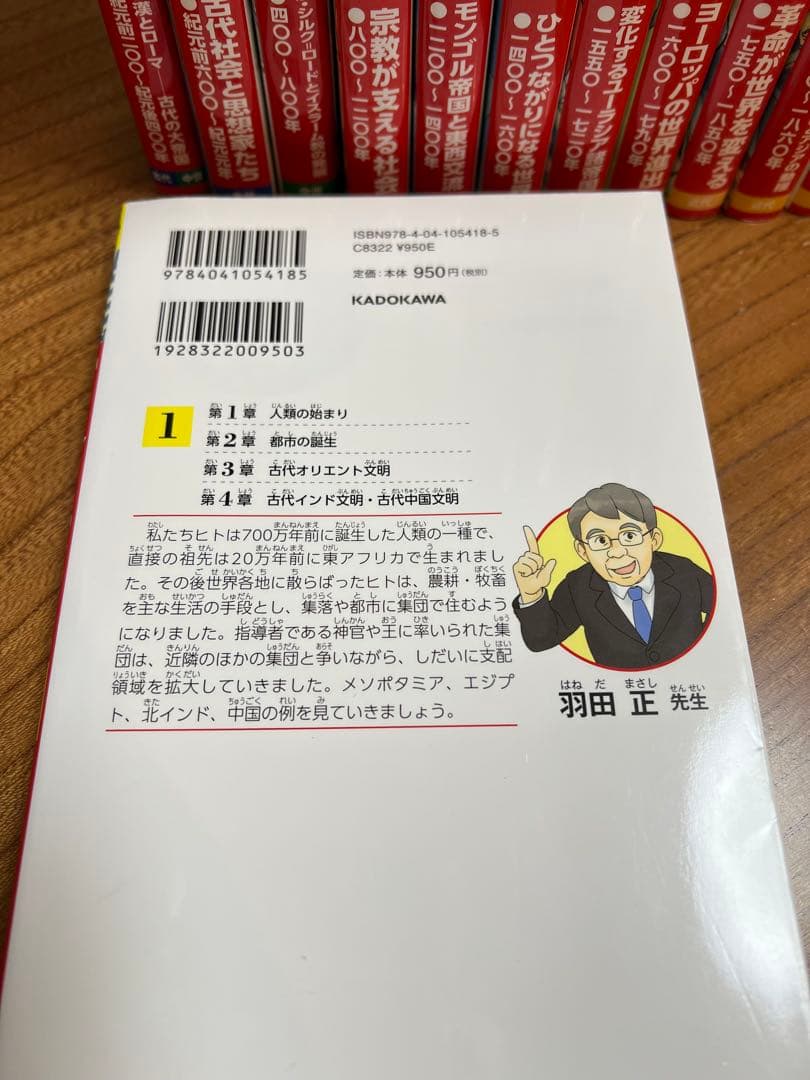 漢とローマ
紀元前二〇〇～紀元後四〇〇年
古代社会と思想家たち
紀元前六〇〇～紀元元年
四〇〇～八〇〇年
宗教が支える社会
八〇〇～一二〇〇年
モンゴル帝国と東西交流
一二〇〇～一四〇〇年
ひとつながりになる世界
一四〇〇～一六〇〇年
変化するユーラシア
一五五〇～一七二〇年
ヨーロッパの世界進出
一六〇〇～一七九〇年
革命が世界を変える
一七五〇～一八五〇年
ISBN978-4-04-105418-5
C8322 ¥950E
9784041054185
定価：本体 950円(税別)
KADOKAWA
1928322009503
1
第1章 人類の始まり
第2章 都市の誕生
第3章 古代オリエント文明
第4章 古代インド文明・古代中国文明
私たちヒトは700万年前に誕生した人類の一種で、
直接の祖先は20万年前に東アフリカで生まれまし
た。その後世界各地に散らばったヒトは、農耕・牧畜
を主な生活の手段とし、集落や都市に集団で住むよう
になりました。指導者である神官や王に率いられた集
団は、近隣のほかの集団と争いながら、しだいに支配
領域を拡大していきました。メソポタミア、エジプ
ト、北インド、中国の例を見ていきましょう。
羽田 正 先生